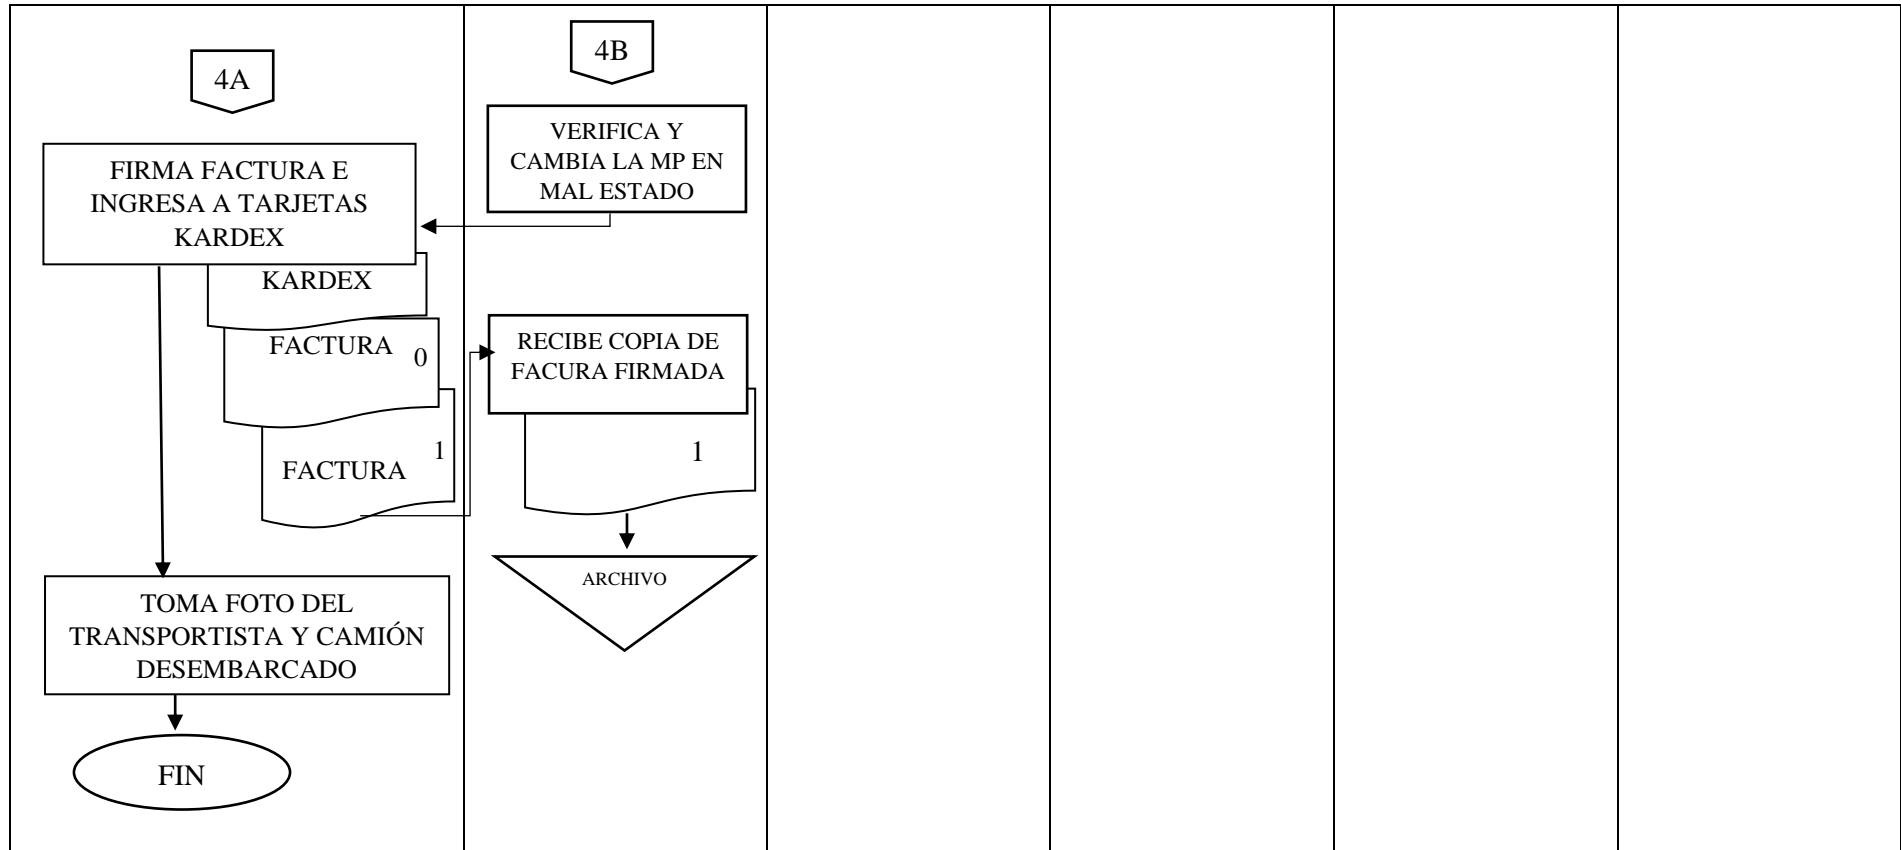 4A
FIRMA FACTURA E
INGRESA A TARJETAS
KARDEX
KARDEX
FACTURA 0
1
FACTURA
TOMA FOTO DEL
TRANSPORTISTA Y CAMIÓN
DESEMBARCADO
FIN
4B
VERIFICA Y
CAMBIA LA MP EN
MAL ESTADO
RECIBE COPIA DE
FACURA FIRMADA
1
ARCHIVO